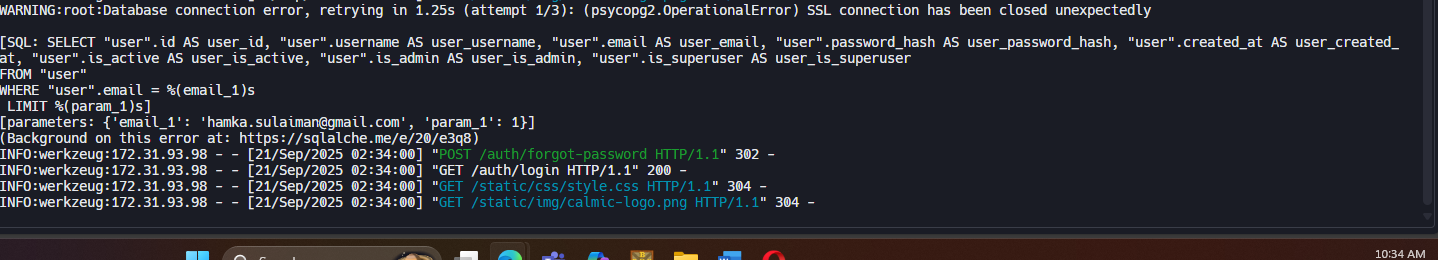 WARNING:root:Database connection error, retrying in 1.25s (attempt 1/3): (psycopg2.OperationalError) SSL connection has been closed unexpectedly
[SQL: SELECT "user".id AS user_id, "user".username AS user_username, "user".email AS user_email, "user".password_hash AS user_password_hash, "user".created_at AS user_created_
at, "user".is_active AS user_is_active, "user".is_admin AS user_is_admin, "user".is_superuser AS user_is_superuser
FROM "user"
WHERE "user".email = %(email_1)s
LIMIT %(param_1)s]
[parameters: {'email_1': 'hamka.sulaiman@gmail.com', 'param_1': 1}]
(Background on this error at: https://sqlalche.me/e/20/e3q8)
INFO:werkzeug:172.31.93.98 - - [21/Sep/2025 02:34:00] "POST /auth/forgot-password HTTP/1.1" 302 -
INFO:werkzeug:172.31.93.98 - - [21/Sep/2025 02:34:00] "GET /auth/login HTTP/1.1" 200 -
INFO:werkzeug:172.31.93.98 - - [21/Sep/2025 02:34:00] "GET /static/css/style.css HTTP/1.1" 304 -
INFO:werkzeug:172.31.93.98 - - [21/Sep/2025 02:34:00] "GET /static/img/calmic-logo.png HTTP/1.1" 304 -
10:34 AM